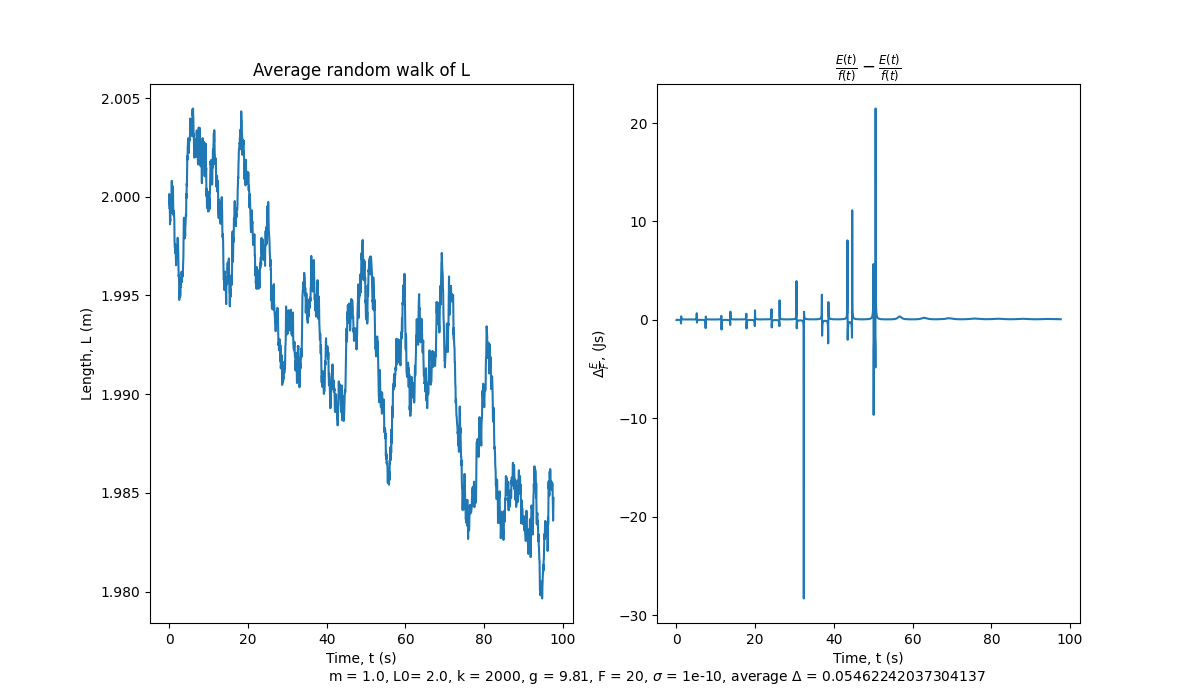 Average random walk of L
E(t)/f(t) − E(t)/f(t)
2.005
2.000
1.995
1.990
1.985
1.980
Length, L (m)
0 20 40 60 80 100
Time, t (s)
20
10
0
−10
−20
−30
Δ E/F, (Js)
0 20 40 60 80 100
Time, t (s)
m = 1.0, L0= 2.0, k = 2000, g = 9.81, F = 20, σ = 1e-10, average Δ = 0.05462242037304137